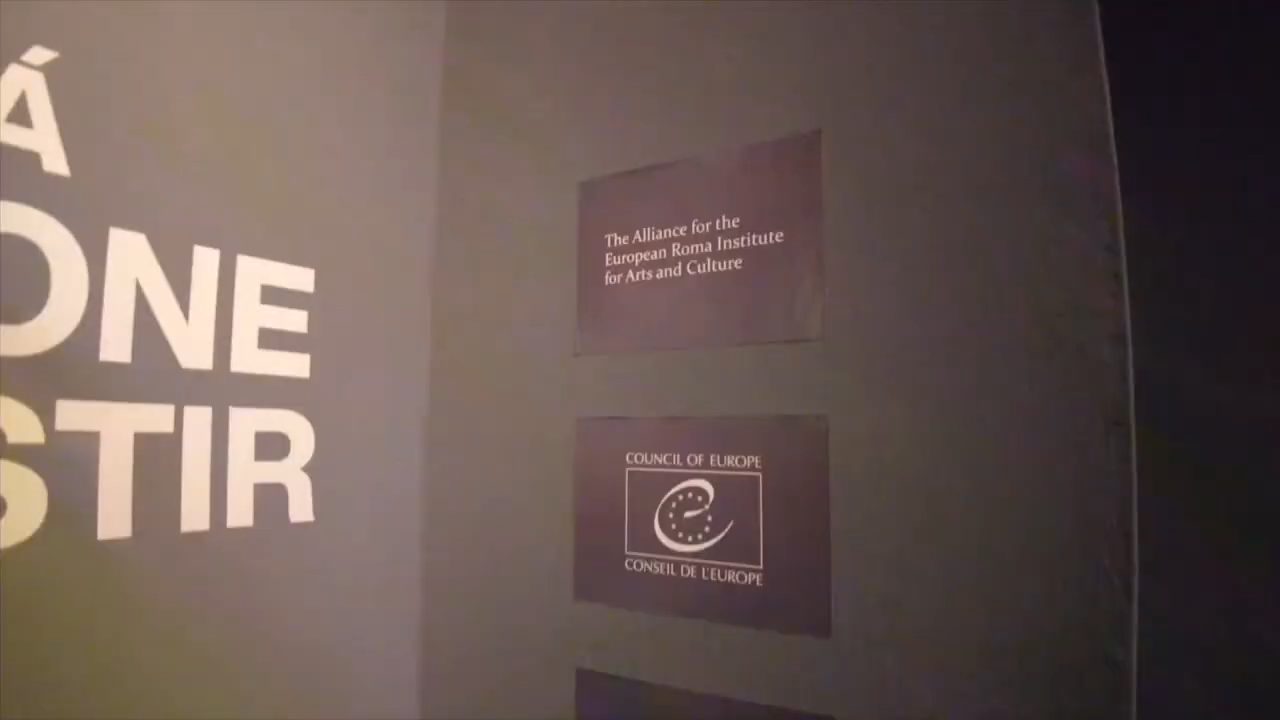 Á
ONE
STIR
The Alliance for the
European Roma Institute
for Arts and Culture
COUNCIL OF EUROPE
CONSEIL DE L'EUROPE